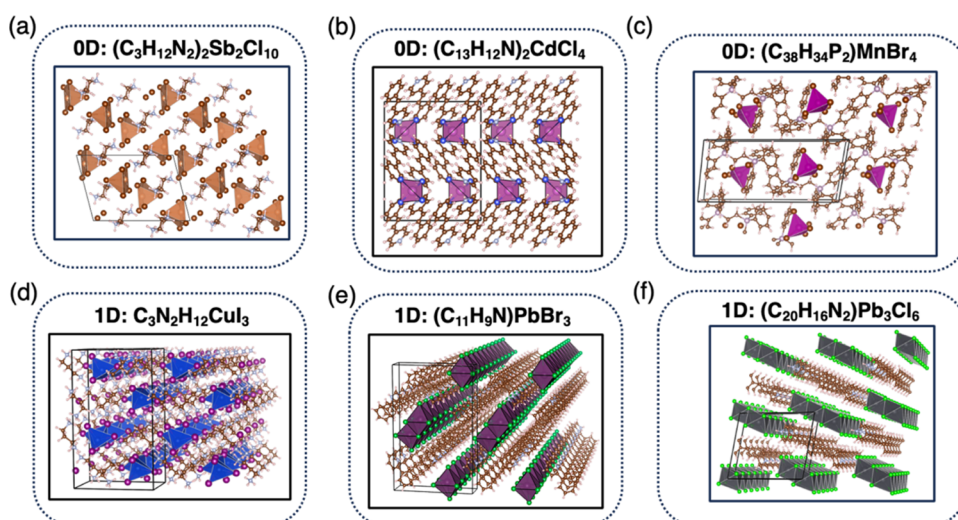 (a)
0D: (C₃H₁₂N₂)₂Sb₂Cl₁₀
(b)
0D: (C₁₃H₁₂N)₂CdCl₄
(c)
0D: (C₃₈H₃₄P₂)MnBr₄
(d)
1D: C₃N₂H₁₂CuI₃
(e)
1D: (C₁₁H₉N)PbBr₃
(f)
1D: (C₂₀H₁₆N₂)Pb₃Cl₆